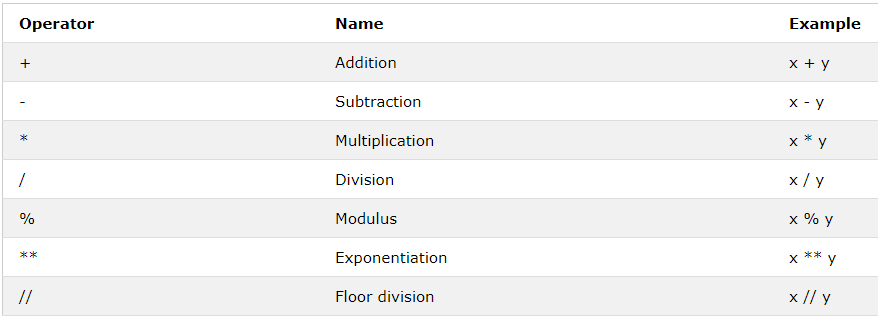 Operator Name Example
+ Addition x + y
- Subtraction x - y
* Multiplication x * y
/ Division x / y
% Modulus x % y
** Exponentiation x ** y
// Floor division x // y